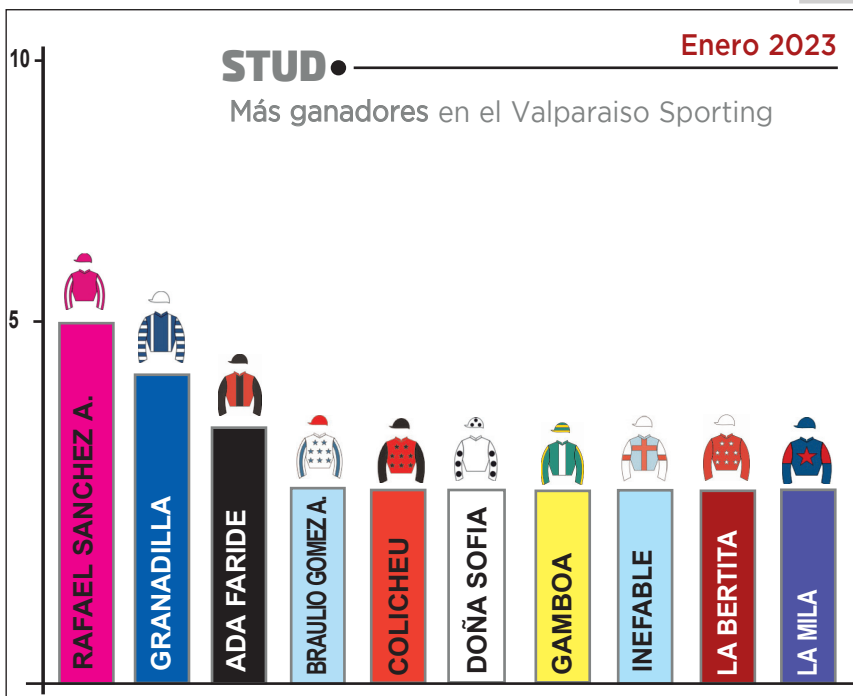 Enero 2023
STUD
Más ganadores en el Valparaiso Sporting
10
5
RAFAEL SANCHEZ A.
GRANADILLA
ADA FARIDE
BRAULIO GOMEZ A.
COLICHEU
DOÑA SOFIA
GAMBOA
INEFABLE
LA BERTITA
LA MILA